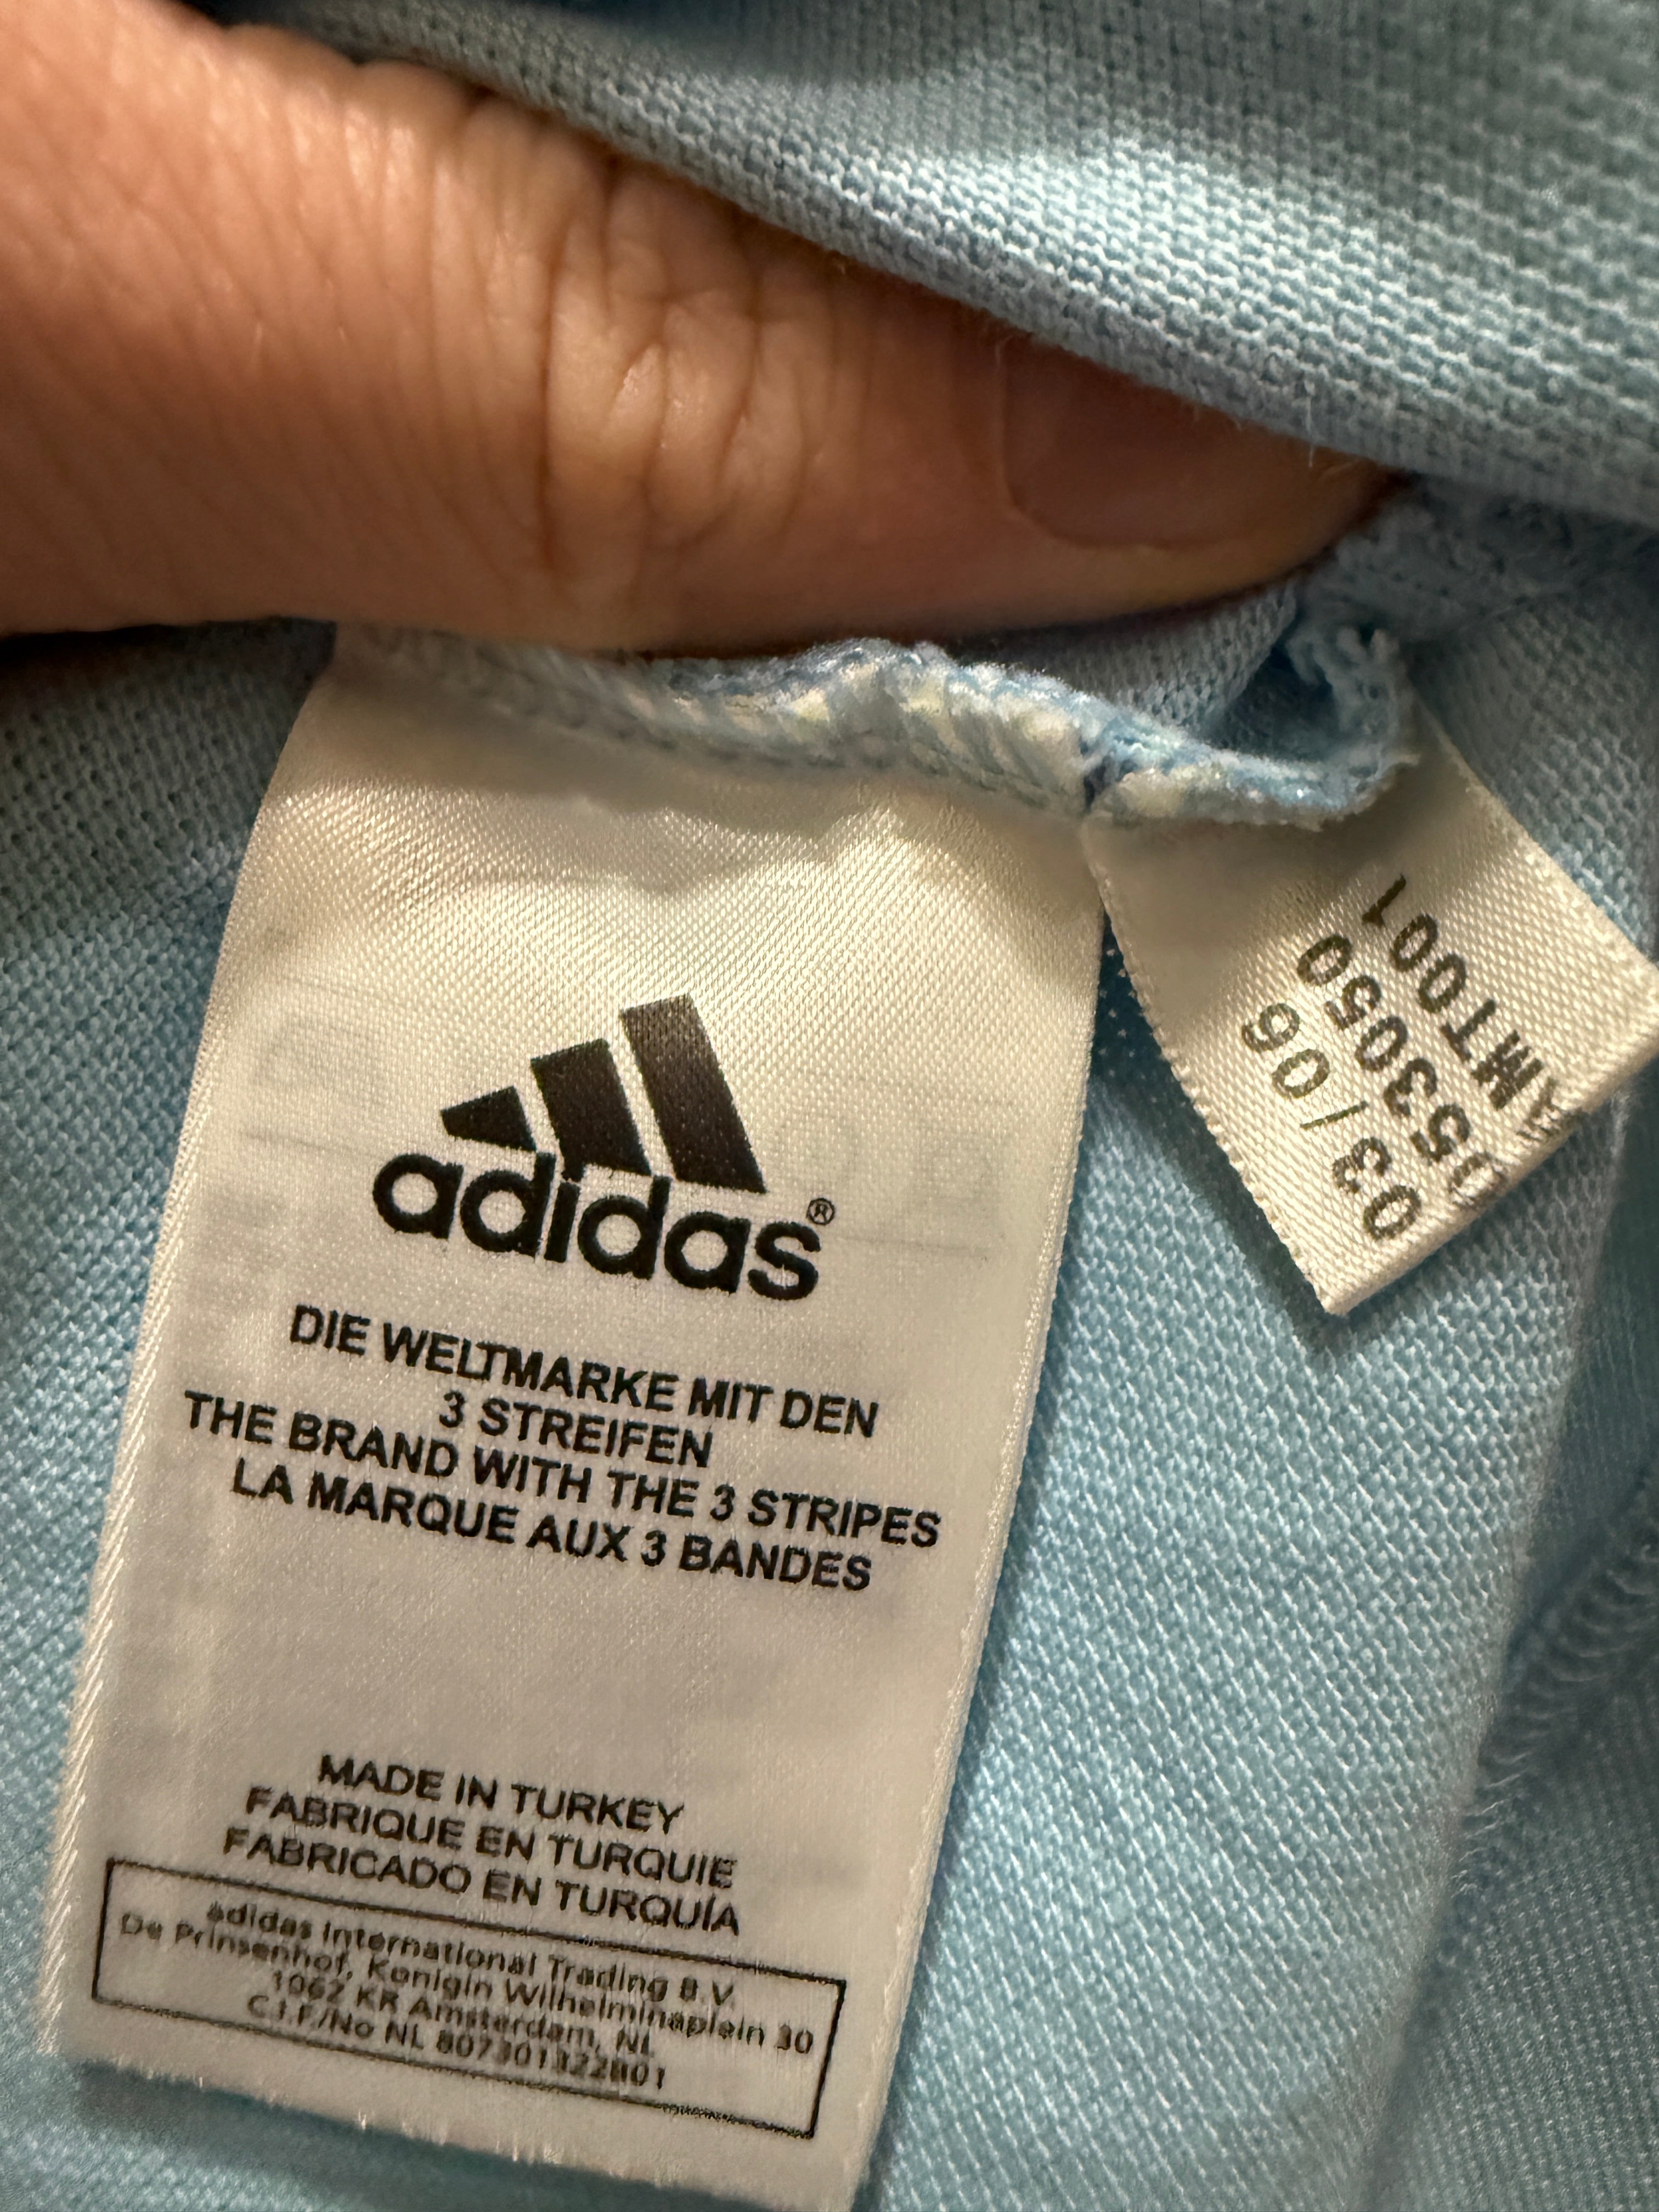 adidas®
DIE WELTMARKE MIT DEN
3 STREIFEN
THE BRAND WITH THE 3 STRIPES
LA MARQUE AUX 3 BANDES
MADE IN TURKEY
FABRIQUE EN TURQUIE
FABRICADO EN TURQUÍA
adidas International Trading B.V.
De Prinsenhof, Konigin Wilhelminaplein 30
1062 KR Amsterdam, NL
C.I.F./No NL 807301322B01
03/06
053050
AMT001